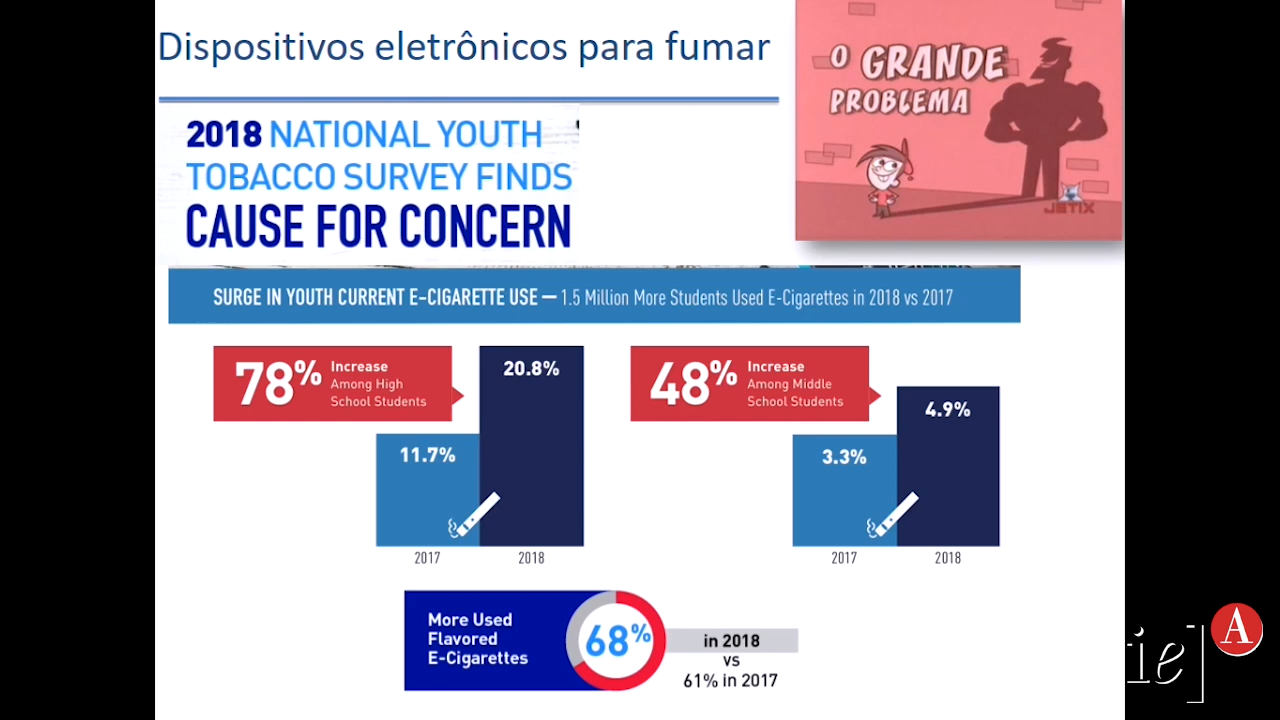 Dispositivos eletrônicos para fumar
O GRANDE
PROBLEMA
JETIX
2018 NATIONAL YOUTH
TOBACCO SURVEY FINDS
CAUSE FOR CONCERN
SURGE IN YOUTH CURRENT E-CIGARETTE USE — 1.5 Million More Students Used E-Cigarettes in 2018 vs 2017
78% Increase
Among High
School Students
20.8%
11.7%
2017
2018
48% Increase
Among Middle
School Students
4.9%
3.3%
2017
2018
More Used
Flavored
E-Cigarettes
68%
in 2018
vs
61% in 2017
ie]
A